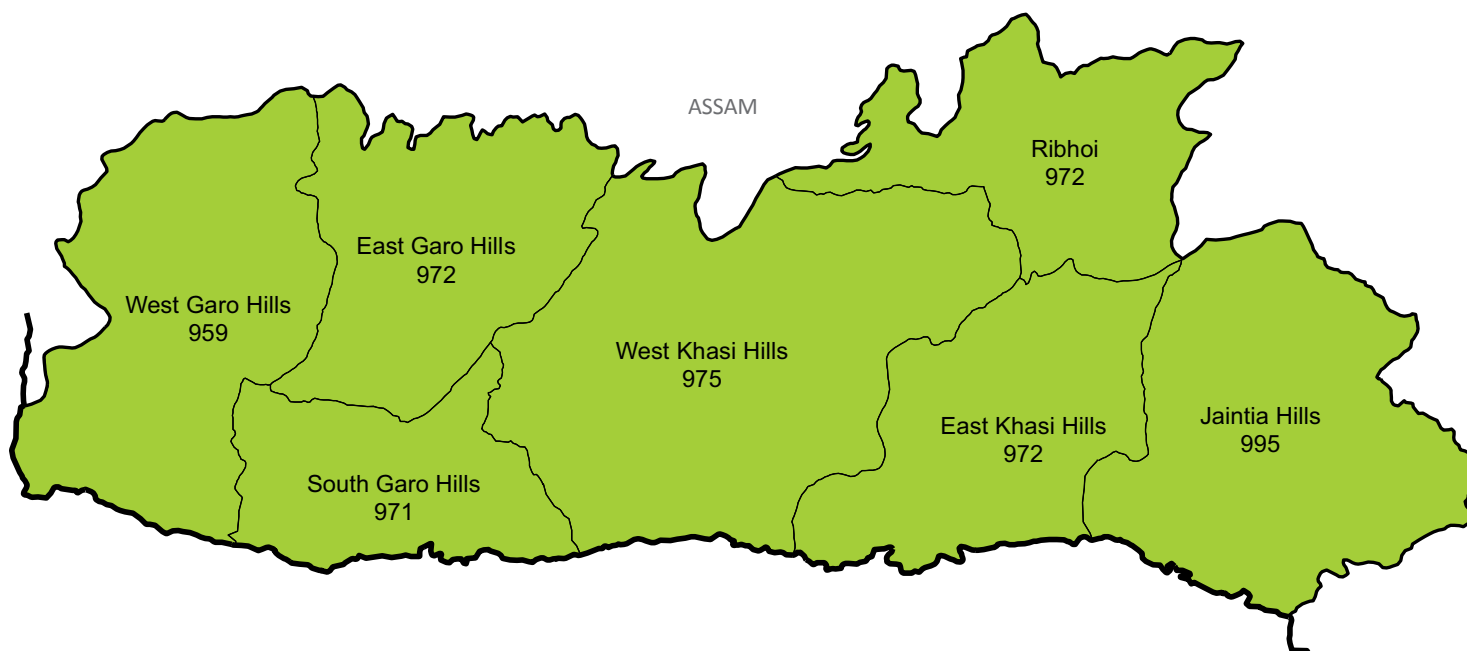 ASSAM
Ribhoi
972
East Garo Hills
972
West Garo Hills
959
West Khasi Hills
975
East Khasi Hills
972
Jaintia Hills
995
South Garo Hills
971